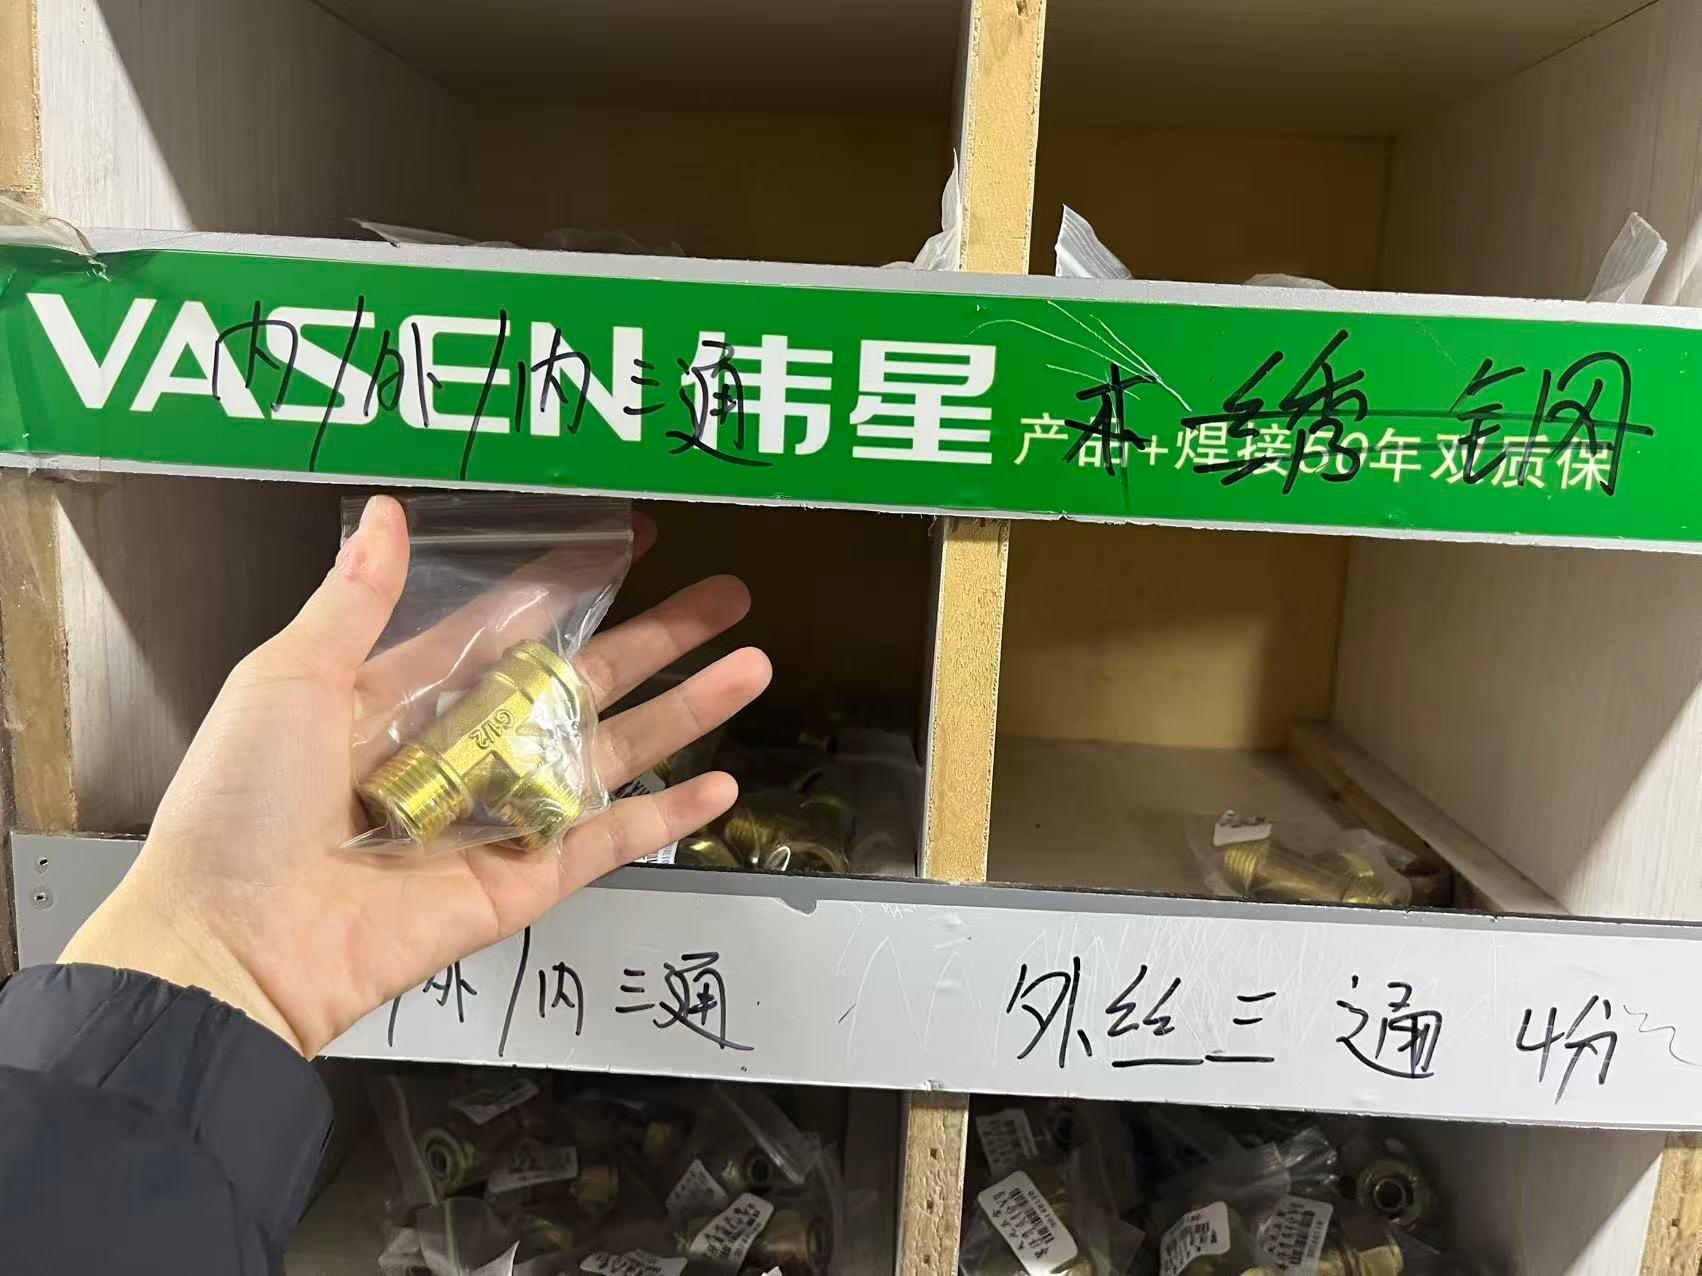 VASEN 伟星 产品+焊接50年双质保
内/外/内三通
不绣钢
G1/2
/外/内三通
外丝三通 4分